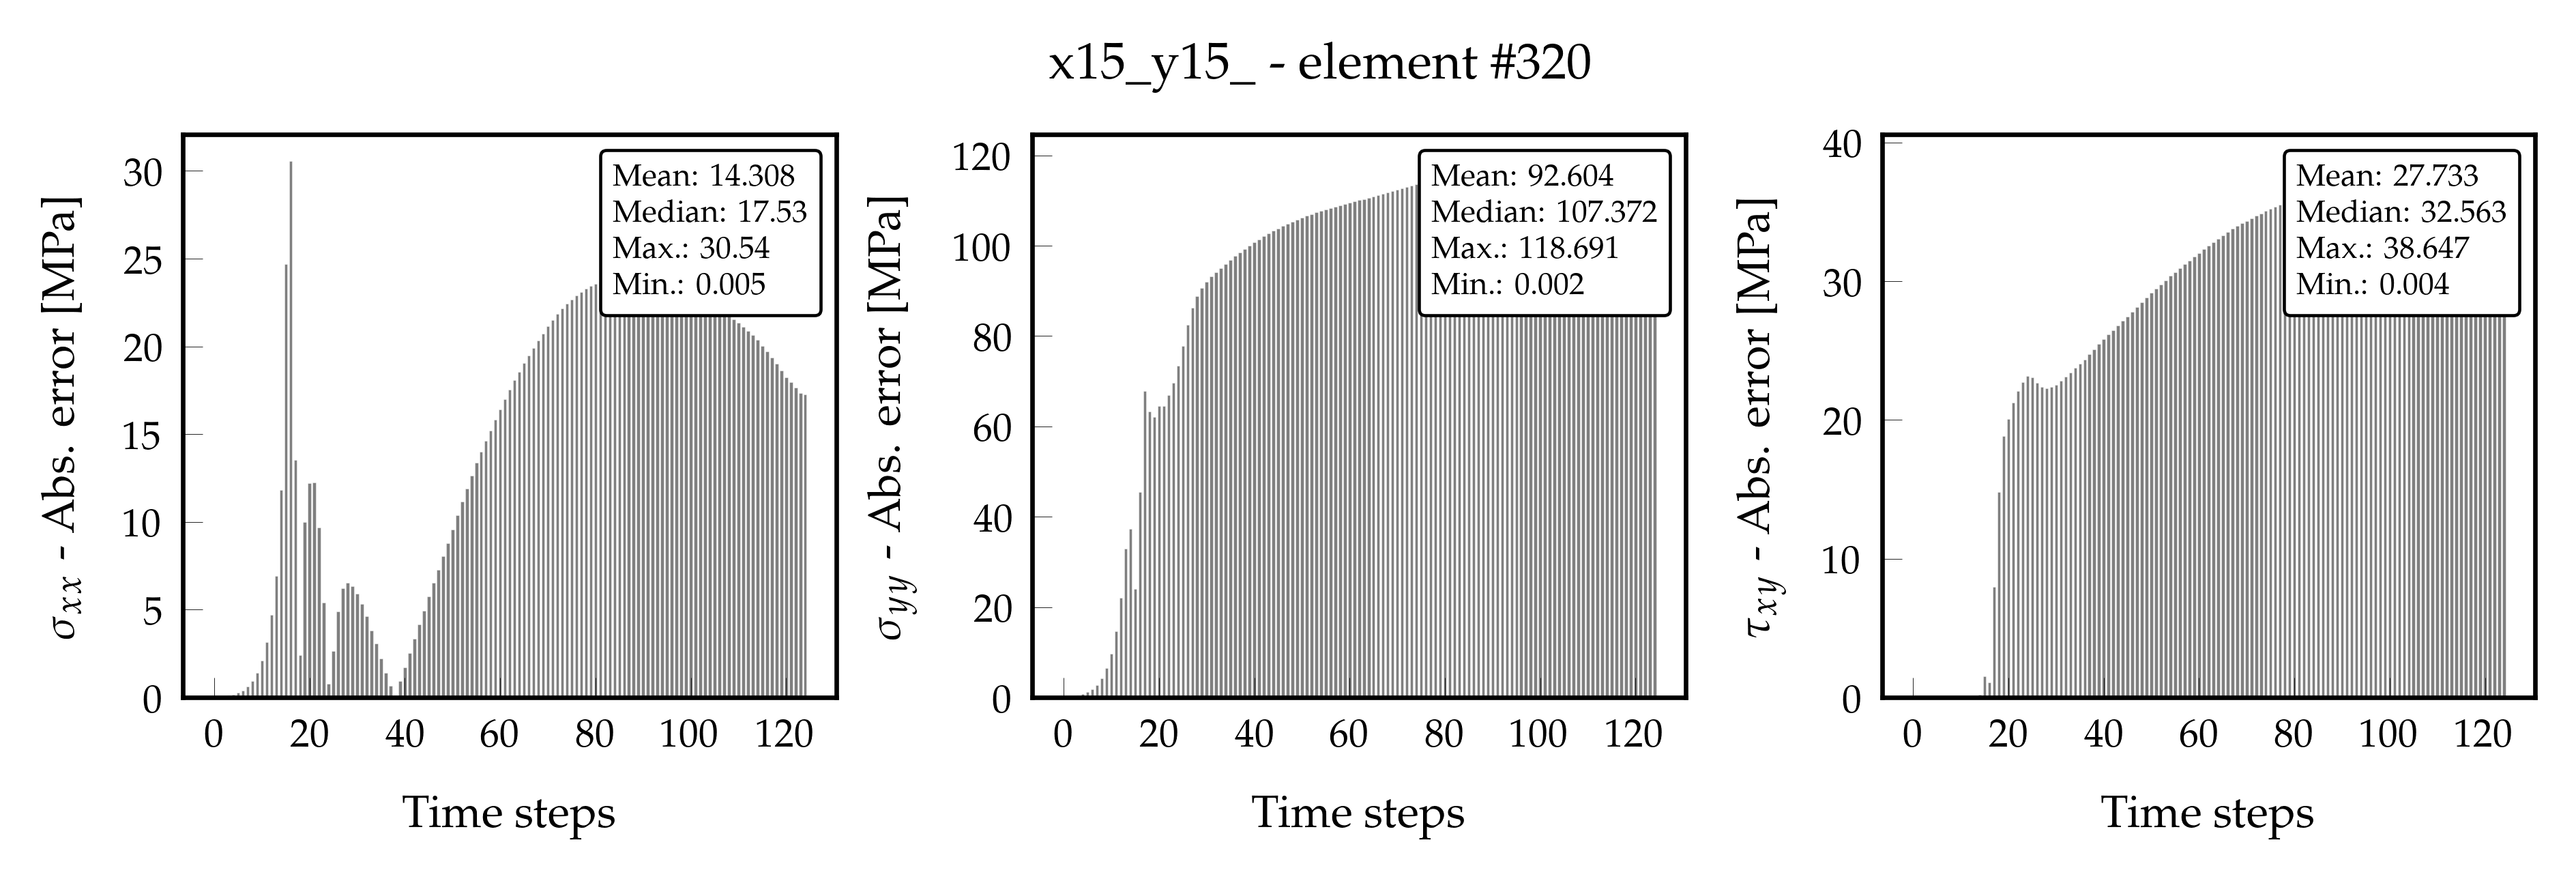 x15_y15_ - element #320
σxx - Abs. error [MPa]
30
25
20
15
10
5
0
Mean: 14.308
Median: 17.53
Max.: 30.54
Min.: 0.005
0 20 40 60 80 100 120
Time steps
σyy - Abs. error [MPa]
120
100
80
60
40
20
0
Mean: 92.604
Median: 107.372
Max.: 118.691
Min.: 0.002
0 20 40 60 80 100 120
Time steps
τxy - Abs. error [MPa]
40
30
20
10
0
Mean: 27.733
Median: 32.563
Max.: 38.647
Min.: 0.004
0 20 40 60 80 100 120
Time steps